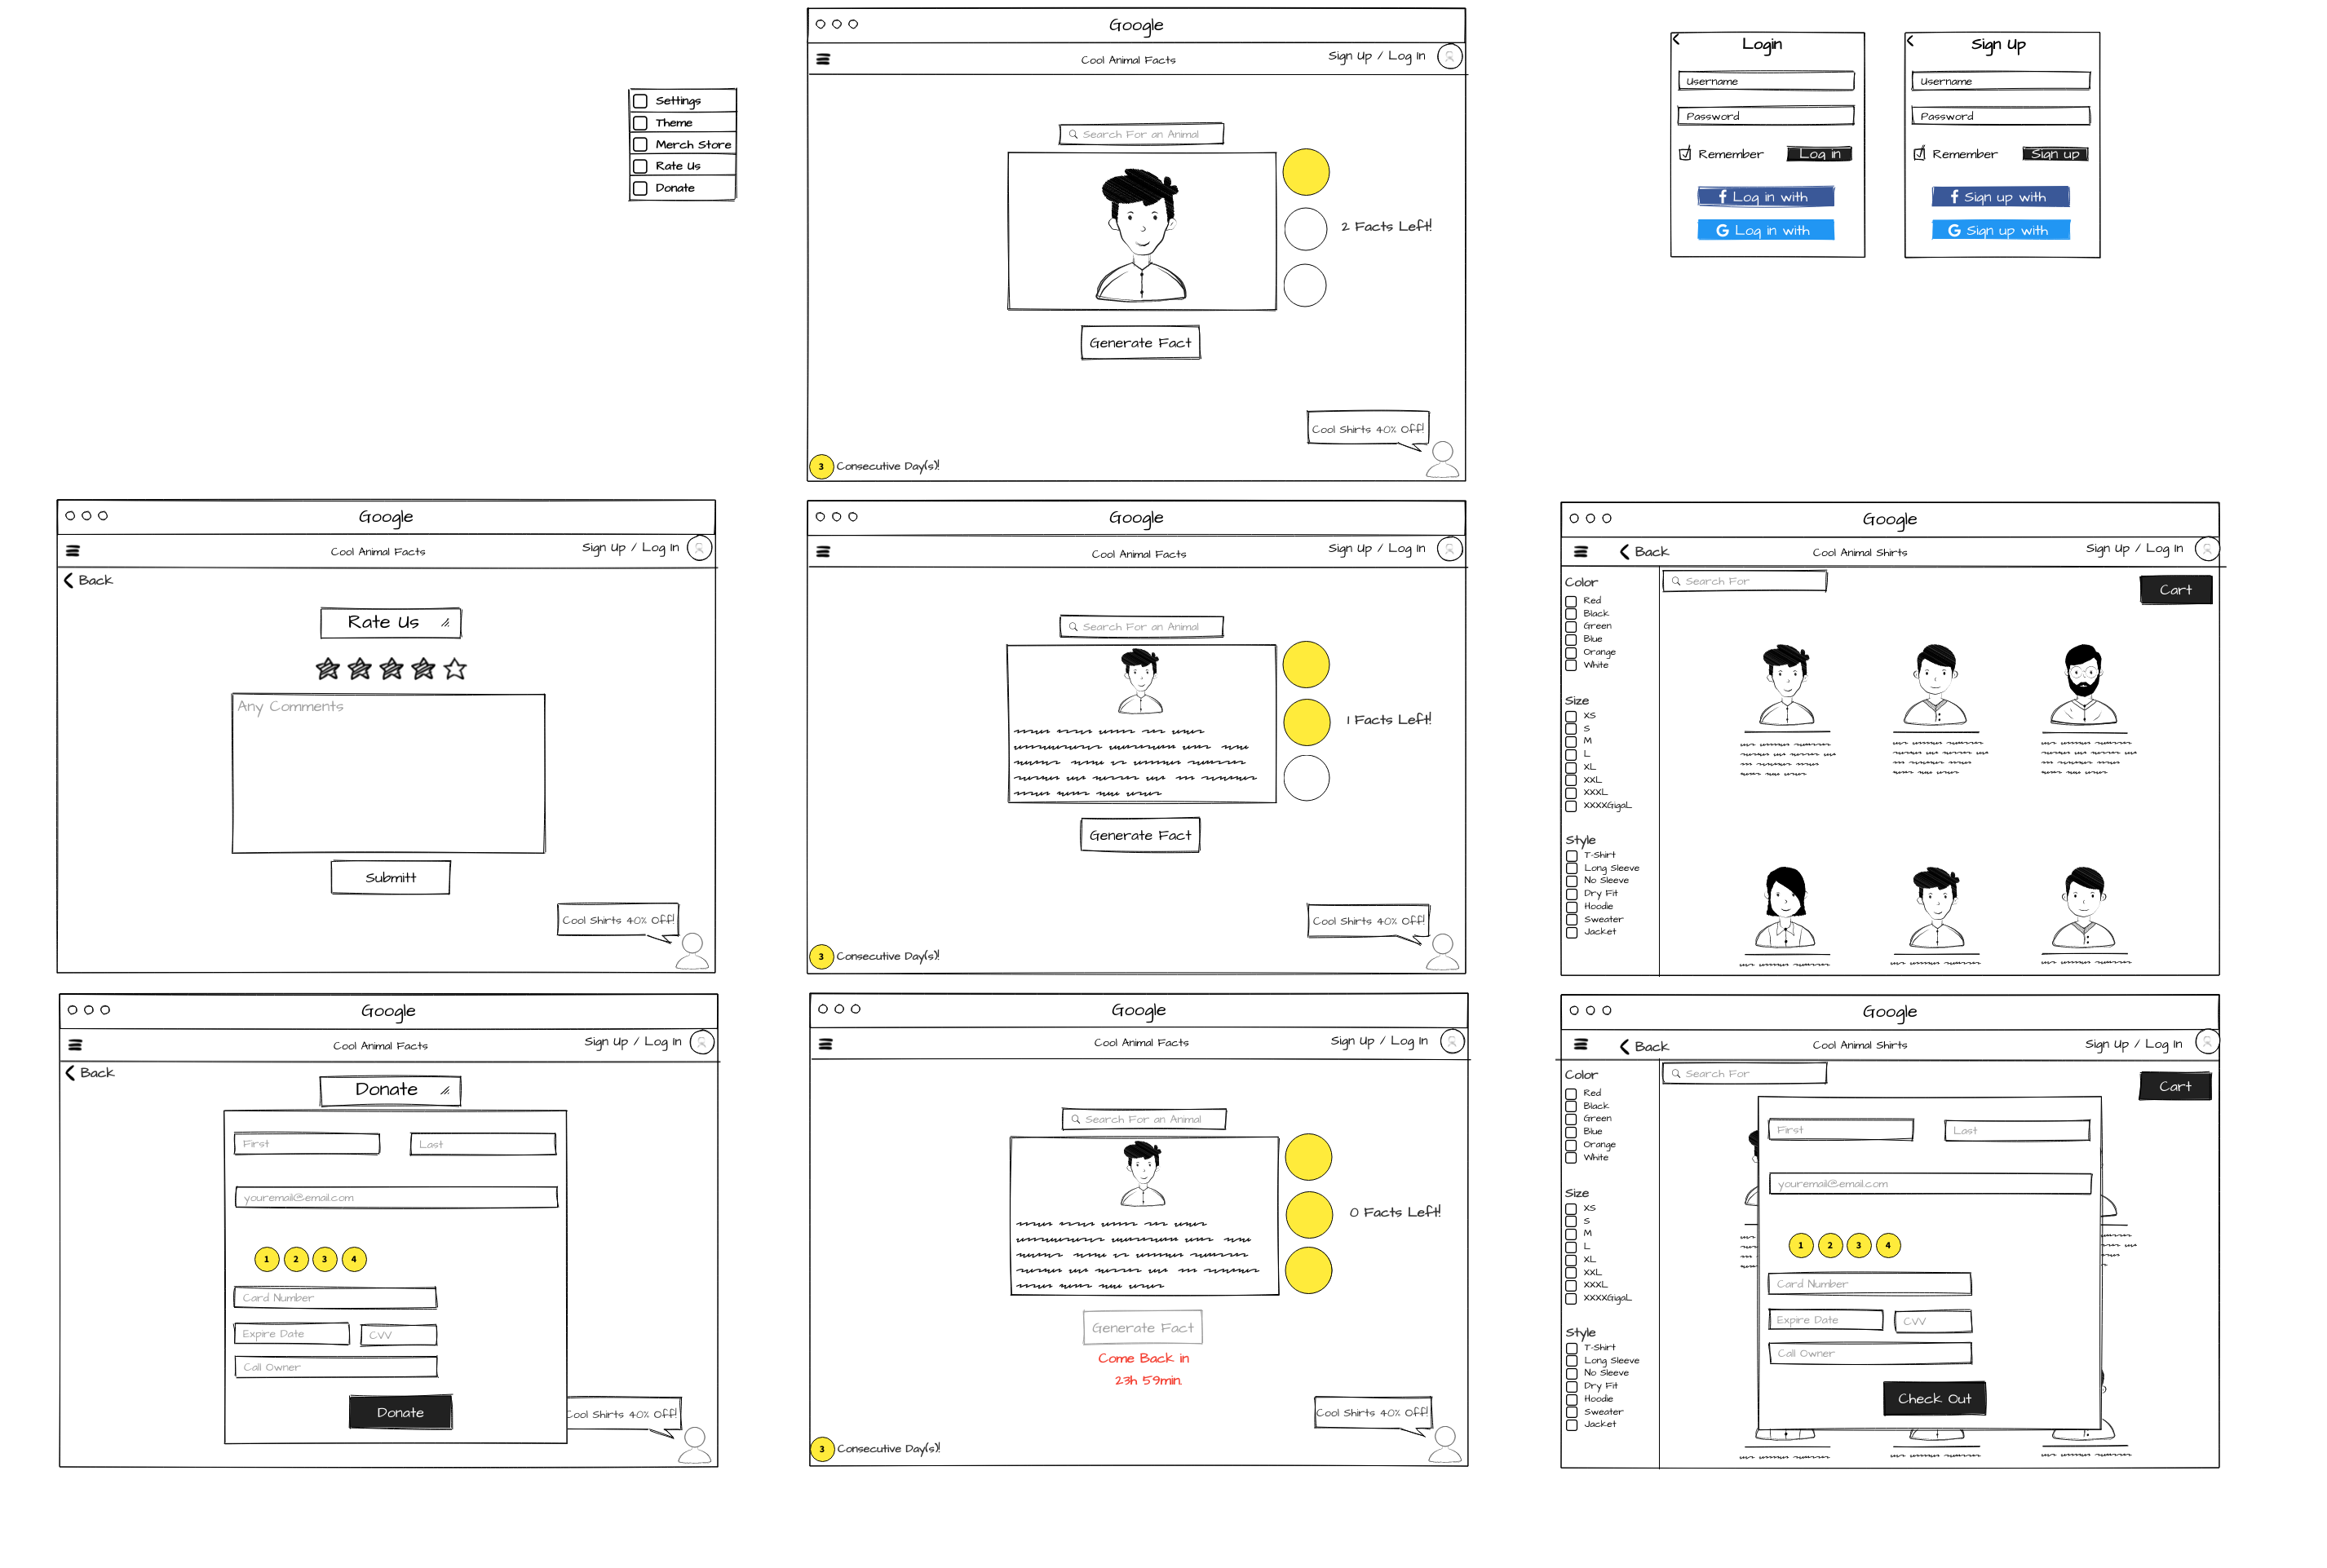 Google
Cool Animal Facts
Sign Up / Log In
Search For an Animal
2 Facts Left!
Generate Fact
Cool Shirts 40% Off!
3 Consecutive Day(s)!
Settings
Theme
Merch Store
Rate Us
Donate
Login
Username
Password
Remember
Log in
f Log in with
G Log in with
Sign Up
Username
Password
Remember
Sign up
f Sign up with
G Sign up with
Google
Cool Animal Facts
Sign Up / Log In
Back
Rate Us
Any Comments
Submitt
Cool Shirts 40% Off!
Google
Cool Animal Facts
Sign Up / Log In
Search For an Animal
1 Facts Left!
Generate Fact
Cool Shirts 40% Off!
3 Consecutive Day(s)!
Google
Back
Cool Animal Shirts
Sign Up / Log In
Search For
Cart
Color
Red
Black
Green
Blue
Orange
White
Size
XS
S
M
L
XL
XXL
XXXL
XXXXGigaL
Style
T-Shirt
Long Sleeve
No Sleeve
Dry Fit
Hoodie
Sweater
Jacket
Google
Cool Animal Facts
Sign Up / Log In
Back
Donate
First
Last
youremail@email.com
1 2 3 4
Card Number
Expire Date
CVV
Call Owner
Donate
Cool Shirts 40% Off!
Google
Cool Animal Facts
Sign Up / Log In
Search For an Animal
0 Facts Left!
Generate Fact
Come Back in
23h 59min.
Cool Shirts 40% Off!
3 Consecutive Day(s)!
Google
Back
Cool Animal Shirts
Sign Up / Log In
Search For
Cart
Color
Red
Black
Green
Blue
Orange
White
Size
XS
S
M
L
XL
XXL
XXXL
XXXXGigaL
Style
T-Shirt
Long Sleeve
No Sleeve
Dry Fit
Hoodie
Sweater
Jacket
First
Last
youremail@email.com
1 2 3 4
Card Number
Expire Date
CVV
Call Owner
Check Out